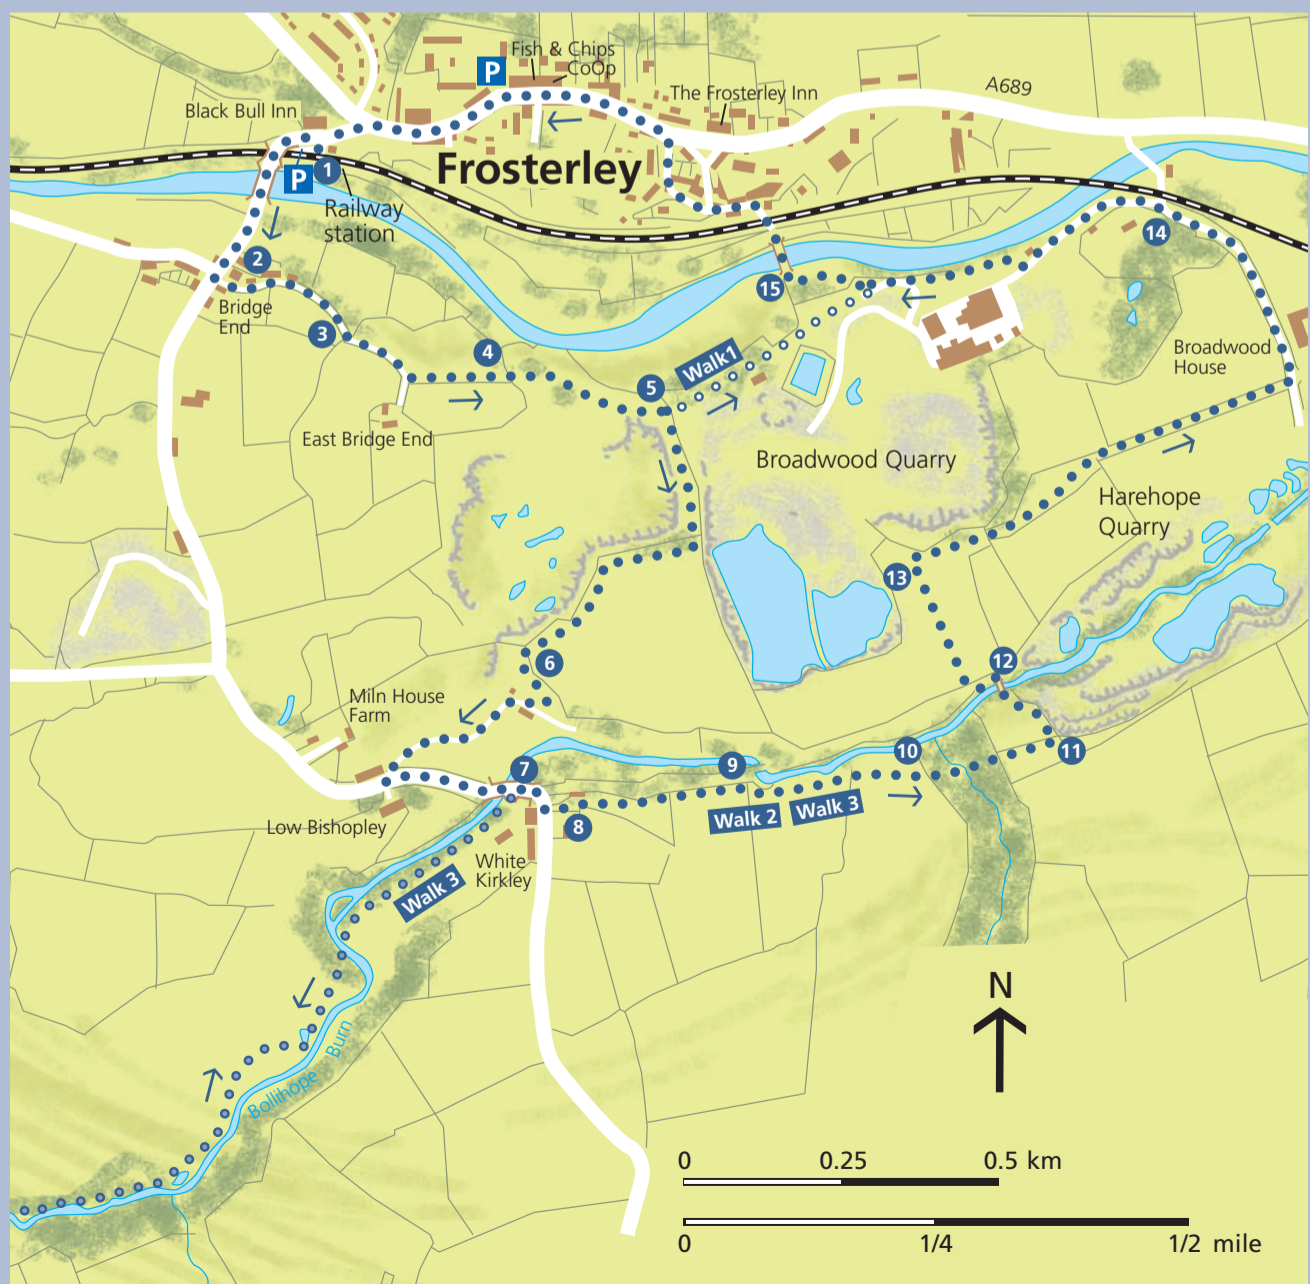 Fish & Chips
CoOp
P
The Frosterley Inn
A689
Black Bull Inn
Frosterley
P
1
Railway
station
2
14
15
Bridge
End
3
4
Walk1
5
Broadwood
House
East Bridge End
Broadwood Quarry
Harehope
Quarry
13
6
12
Miln House
Farm
7
9
10
11
Low Bishopley
8
Walk 2
Walk 3
White
Kirkley
Walk 3
N
Bollihope Burn
0
0.25
0.5 km
0
1/4
1/2 mile